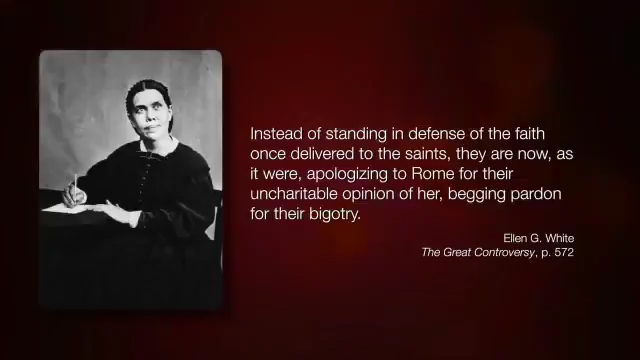 Instead of standing in defense of the faith
once delivered to the saints, they are now, as
it were, apologizing to Rome for their
uncharitable opinion of her, begging pardon
for their bigotry.
Ellen G. White
The Great Controversy, p. 572